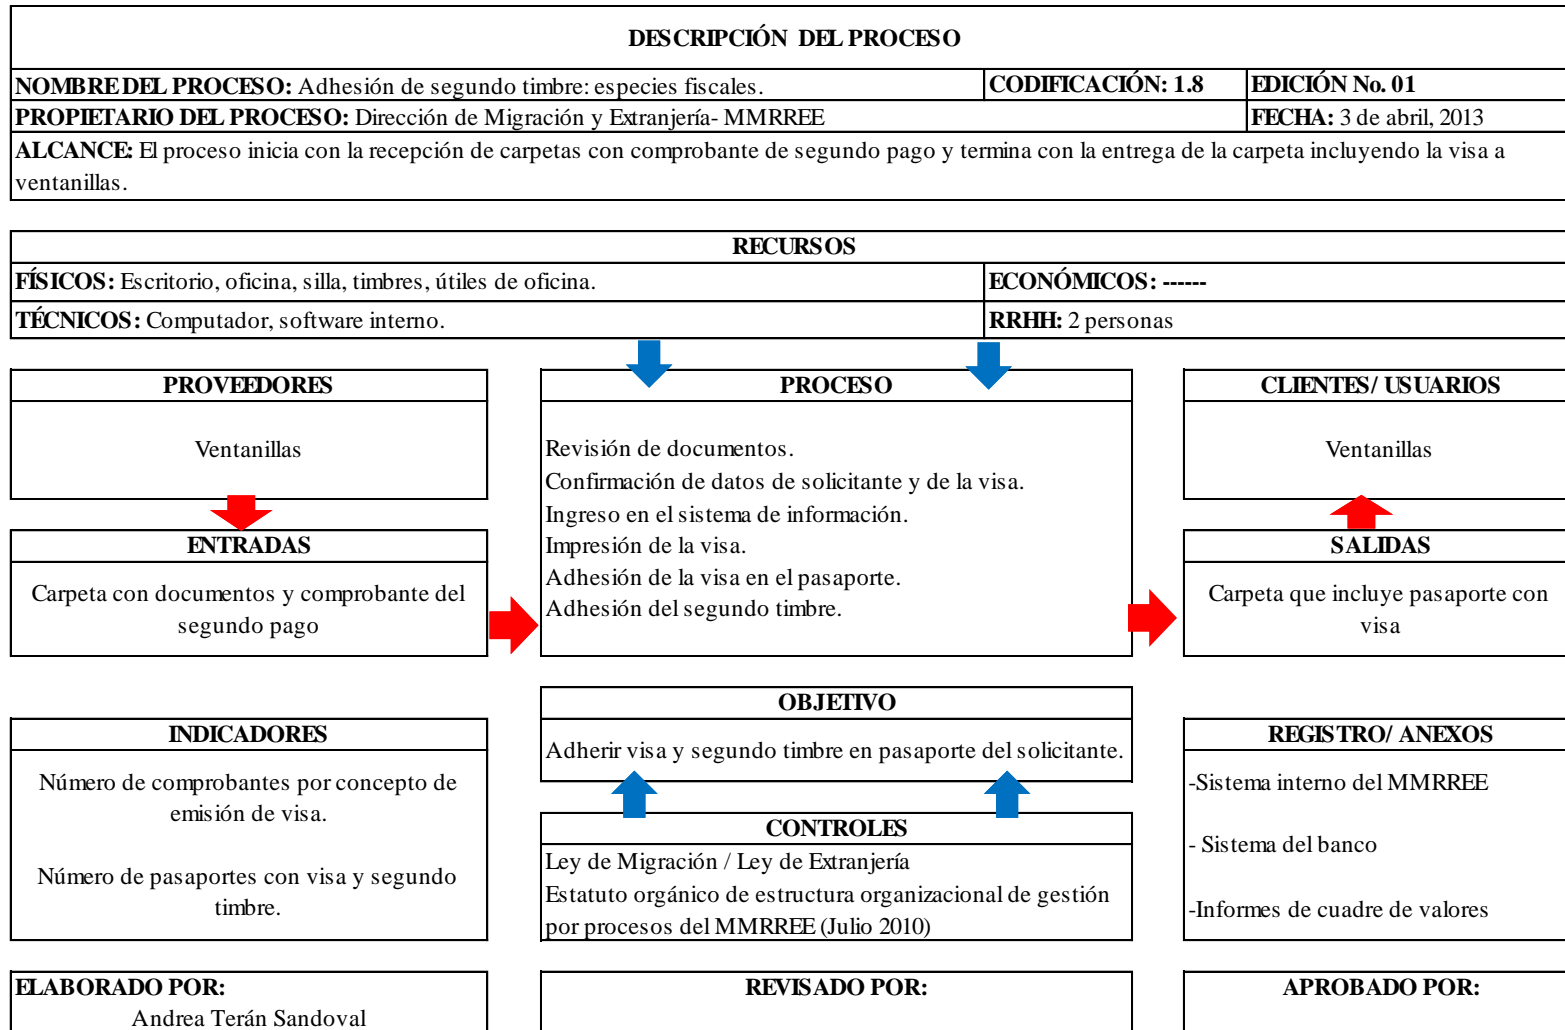 DESCRIPCIÓN DEL PROCESO
NOMBRE DEL PROCESO: Adhesión de segundo timbre: especies fiscales.
CODIFICACIÓN: 1.8
EDICIÓN No. 01
PROPIETARIO DEL PROCESO: Dirección de Migración y Extranjería- MMRREE
FECHA: 3 de abril, 2013
ALCANCE: El proceso inicia con la recepción de carpetas con comprobante de segundo pago y termina con la entrega de la carpeta incluyendo la visa a
ventanillas.
RECURSOS
FÍSICOS: Escritorio, oficina, silla, timbres, útiles de oficina.
ECONÓMICOS: ------
TÉCNICOS: Computador, software interno.
RRHH: 2 personas
PROVEEDORES
Ventanillas
ENTRADAS
Carpeta con documentos y comprobante del
segundo pago
PROCESO
Revisión de documentos.
Confirmación de datos de solicitante y de la visa.
Ingreso en el sistema de información.
Impresión de la visa.
Adhesión de la visa en el pasaporte.
Adhesión del segundo timbre.
CLIENTES/ USUARIOS
Ventanillas
SALIDAS
Carpeta que incluye pasaporte con
visa
INDICADORES
Número de comprobantes por concepto de
emisión de visa.
Número de pasaportes con visa y segundo
timbre.
OBJETIVO
Adherir visa y segundo timbre en pasaporte del solicitante.
CONTROLES
Ley de Migración / Ley de Extranjería
Estatuto orgánico de estructura organizacional de gestión
por procesos del MMRREE (Julio 2010)
REGISTRO/ ANEXOS
-Sistema interno del MMRREE
- Sistema del banco
-Informes de cuadre de valores
ELABORADO POR:
Andrea Terán Sandoval
REVISADO POR:
APROBADO POR: